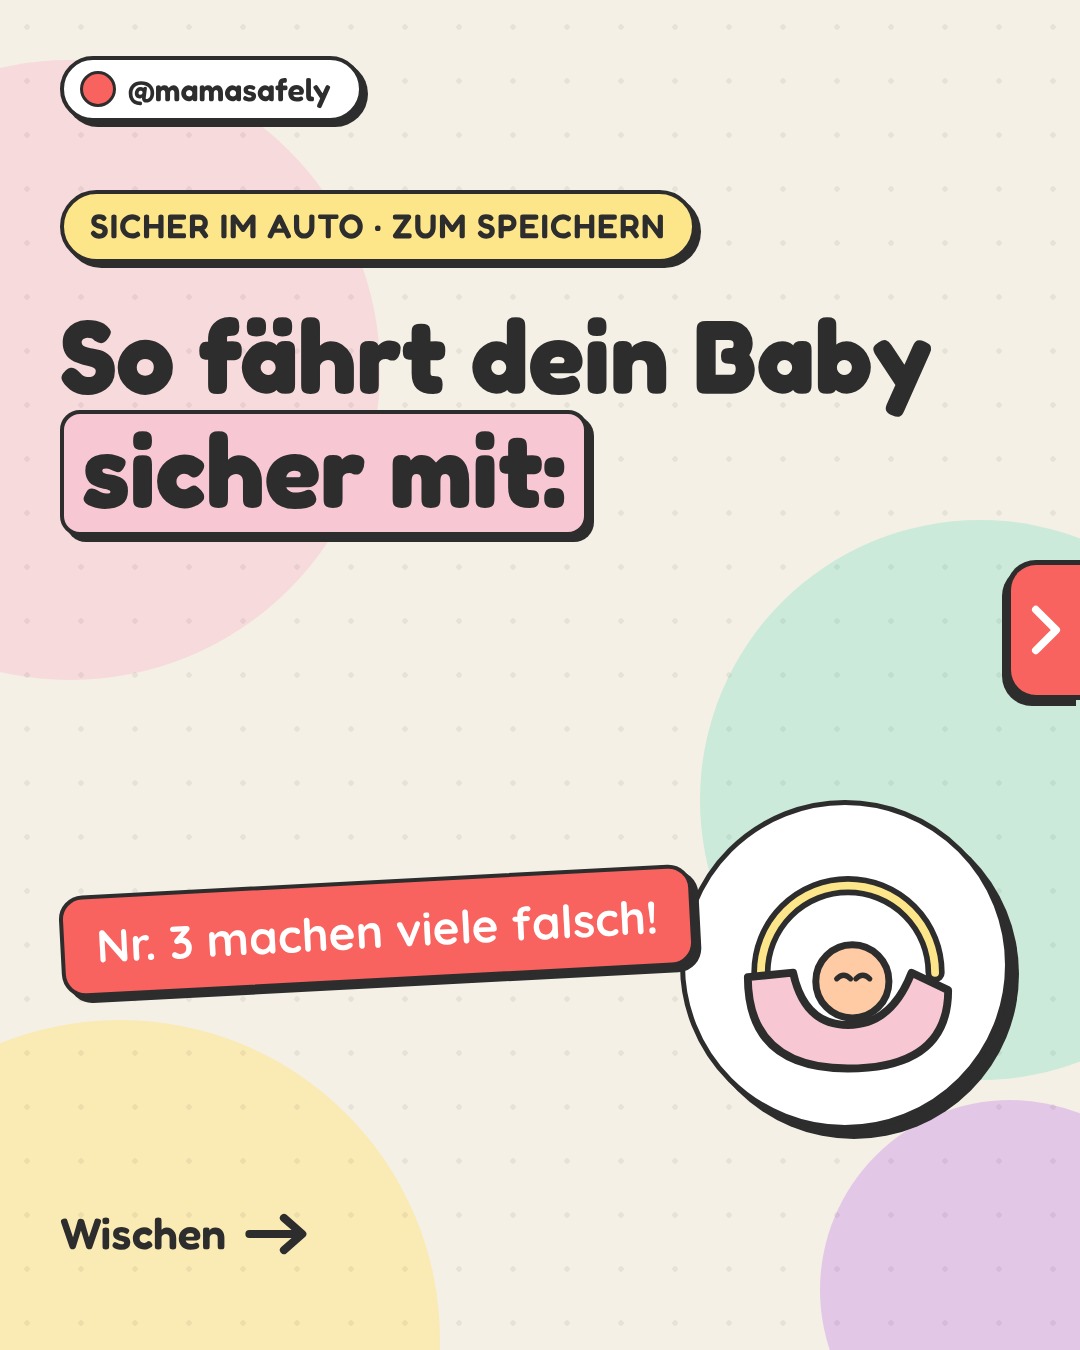 @mamasafely
SICHER IM AUTO · ZUM SPEICHERN
So fährt dein Baby
sicher mit:
Nr. 3 machen viele falsch!
Wischen →